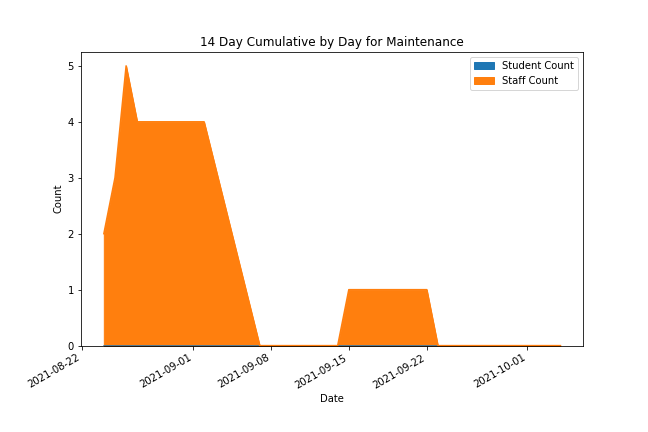 14 Day Cumulative by Day for Maintenance
Student Count
Staff Count
5
4
3
2
1
0
Count
2021-08-22
2021-09-01
2021-09-08
2021-09-15
2021-09-22
2021-10-01
Date